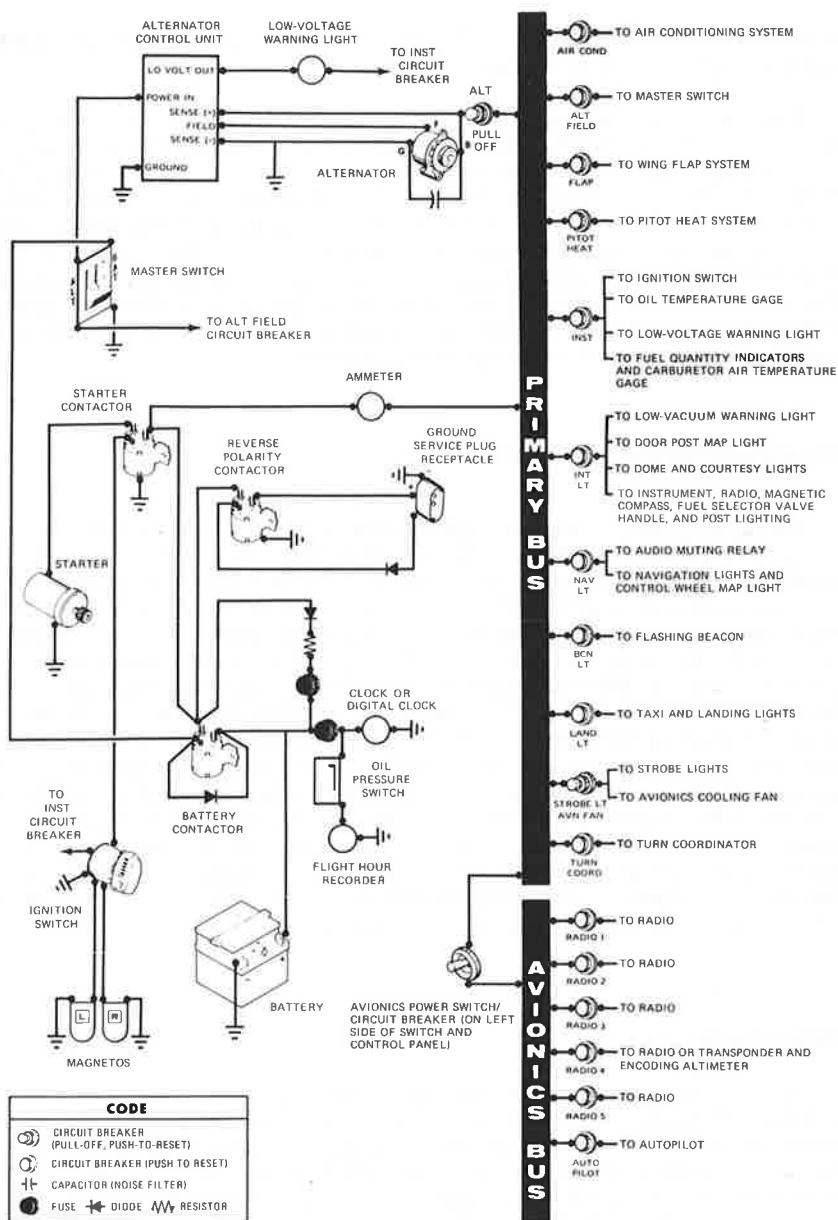 ALTERNATOR
CONTROL UNIT
LOW-VOLTAGE
WARNING LIGHT
TO INST
CIRCUIT
BREAKER
LO VOLT OUT
POWER IN
SENSE (+)
FIELD
SENSE (-)
GROUND
ALT
PULL
OFF
F
G
B
ALTERNATOR
MASTER SWITCH
TO ALT FIELD
CIRCUIT BREAKER
STARTER
CONTACTOR
AMMETER
REVERSE
POLARITY
CONTACTOR
GROUND
SERVICE PLUG
RECEPTACLE
STARTER
CLOCK OR
DIGITAL CLOCK
OIL
PRESSURE
SWITCH
BATTERY
CONTACTOR
FLIGHT HOUR
RECORDER
TO
INST
CIRCUIT
BREAKER
IGNITION
SWITCH
L
R
MAGNETOS
BATTERY
AVIONICS POWER SWITCH/
CIRCUIT BREAKER (ON LEFT
SIDE OF SWITCH AND
CONTROL PANEL)
PRIMARY BUS
AIR COND
TO AIR CONDITIONING SYSTEM
ALT
FIELD
TO MASTER SWITCH
FLAP
TO WING FLAP SYSTEM
PITOT
HEAT
TO PITOT HEAT SYSTEM
INST
TO IGNITION SWITCH
TO OIL TEMPERATURE GAGE
TO LOW-VOLTAGE WARNING LIGHT
TO FUEL QUANTITY INDICATORS
AND CARBURETOR AIR TEMPERATURE
GAGE
INT
LT
TO LOW-VACUUM WARNING LIGHT
TO DOOR POST MAP LIGHT
TO DOME AND COURTESY LIGHTS
TO INSTRUMENT, RADIO, MAGNETIC
COMPASS, FUEL SELECTOR VALVE
HANDLE, AND POST LIGHTING
NAV
LT
TO AUDIO MUTING RELAY
TO NAVIGATION LIGHTS AND
CONTROL WHEEL MAP LIGHT
BCN
LT
TO FLASHING BEACON
LAND
LT
TO TAXI AND LANDING LIGHTS
STROBE LT
AVN FAN
TO STROBE LIGHTS
TO AVIONICS COOLING FAN
TURN
COORD
TO TURN COORDINATOR
AVIONICS BUS
RADIO 1
TO RADIO
RADIO 2
TO RADIO
RADIO 3
TO RADIO
RADIO 4
TO RADIO OR TRANSPONDER AND
ENCODING ALTIMETER
RADIO 5
TO RADIO
AUTO
PILOT
TO AUTOPILOT
CODE
CIRCUIT BREAKER
(PULL-OFF, PUSH-TO-RESET)
CIRCUIT BREAKER (PUSH TO RESET)
CAPACITOR (NOISE FILTER)
FUSE DIODE RESISTOR